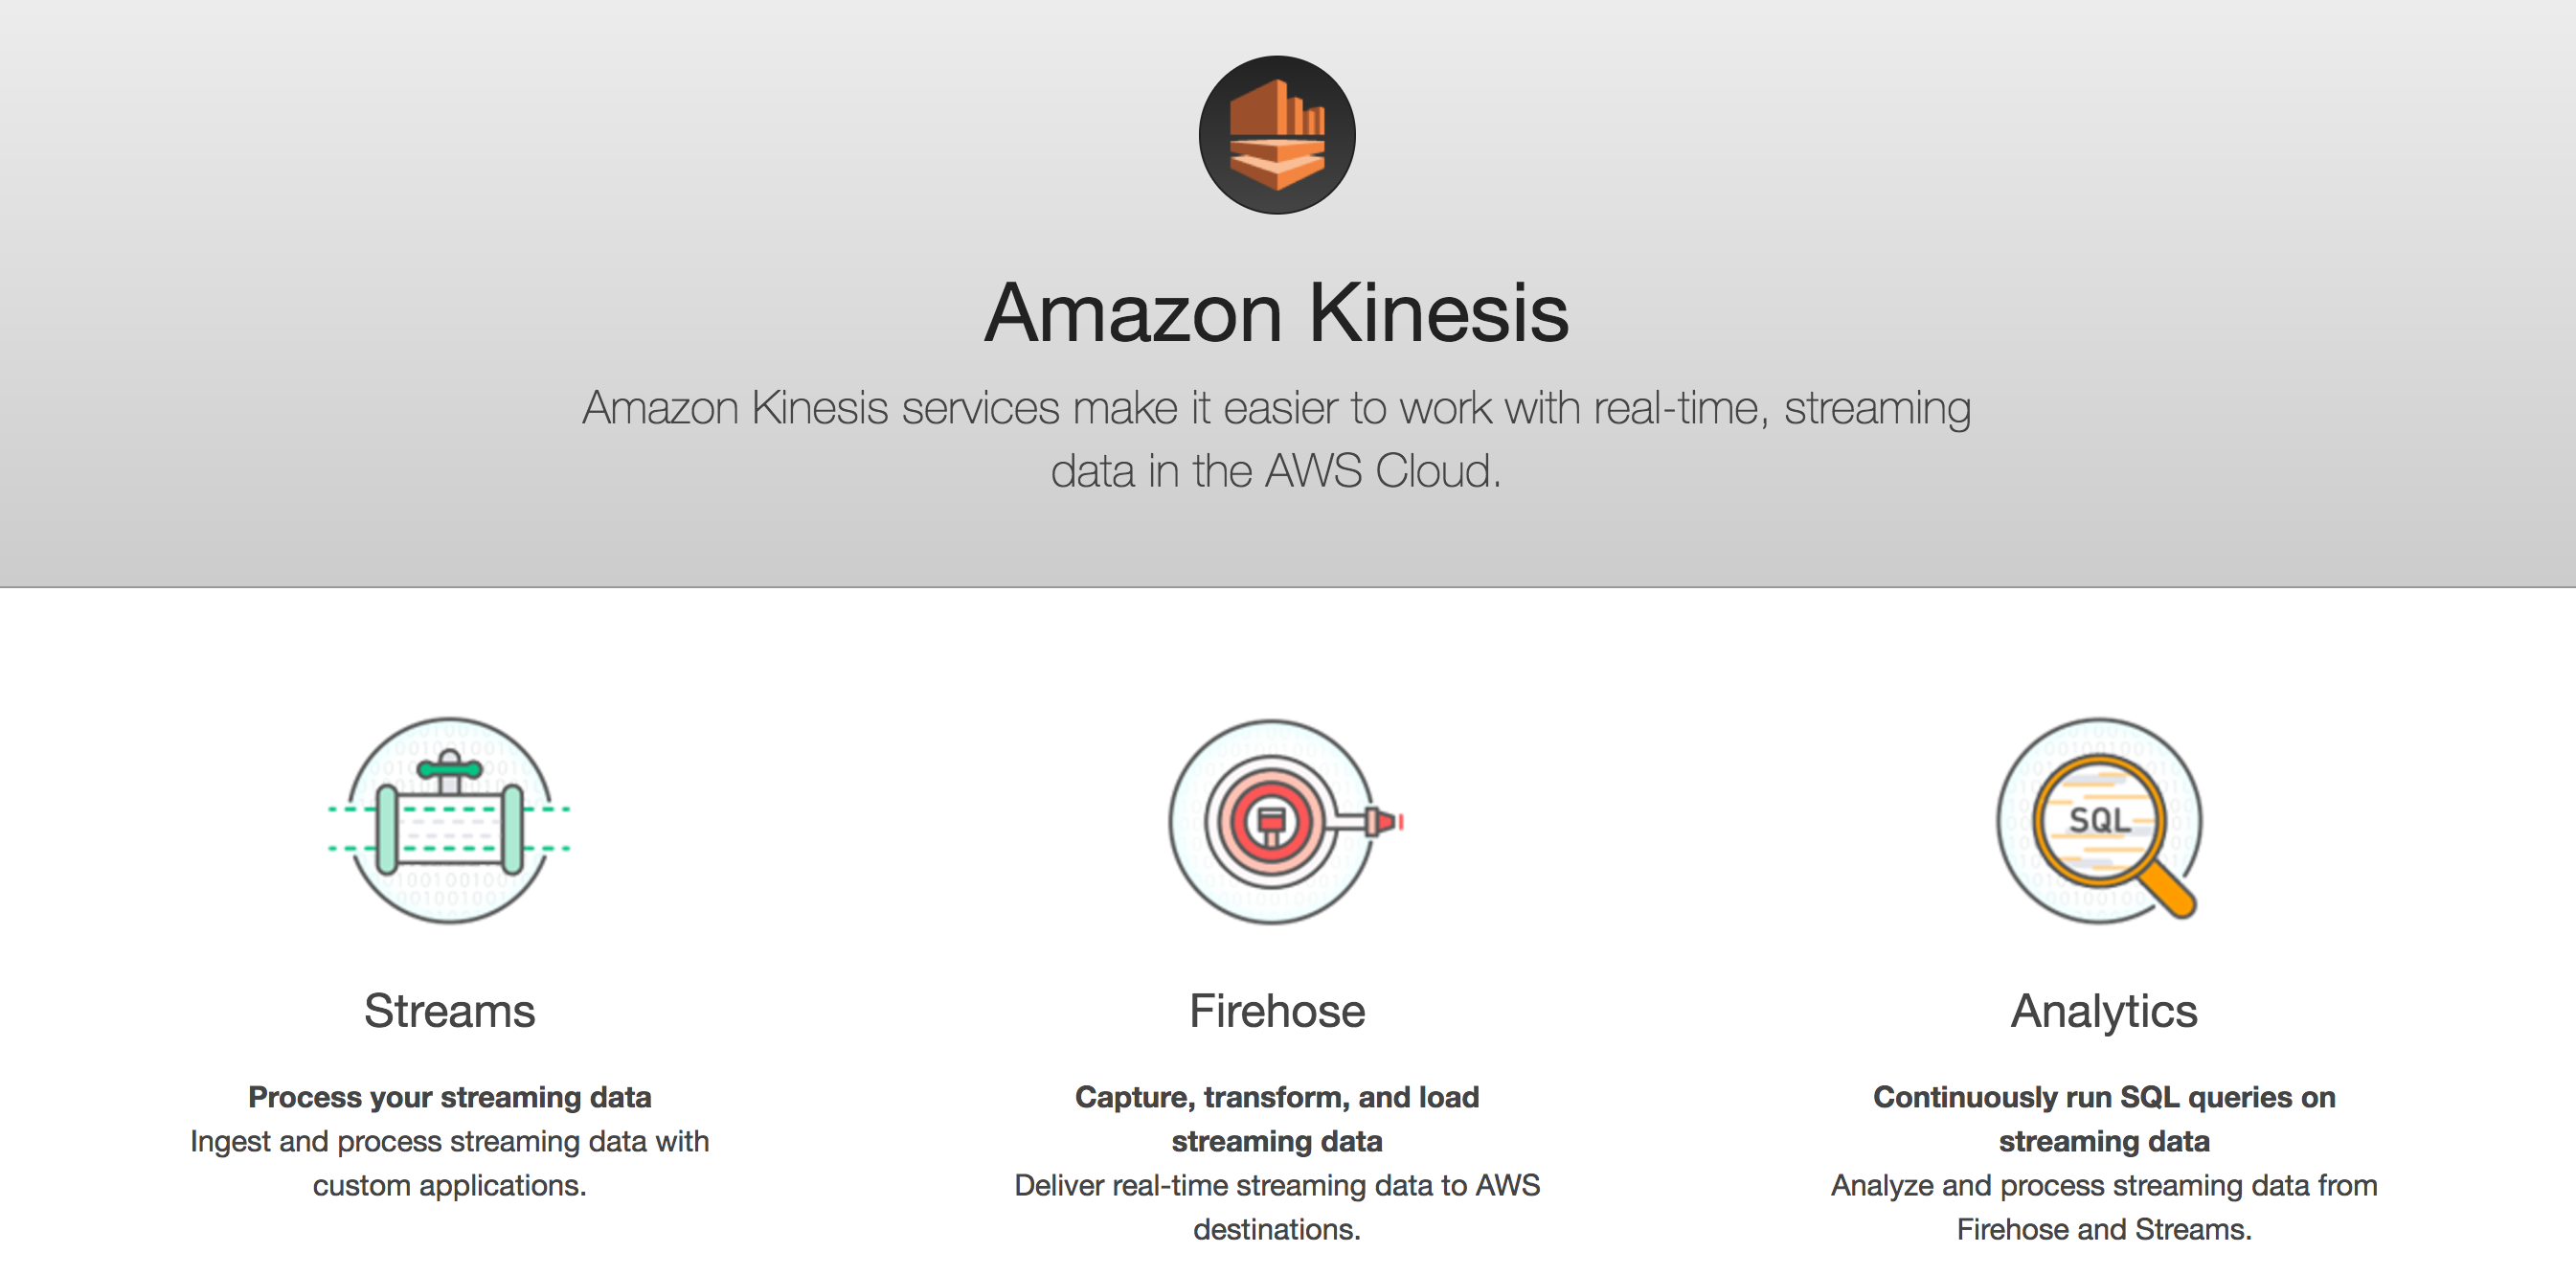 Amazon Kinesis
Amazon Kinesis services make it easier to work with real-time, streaming
data in the AWS Cloud.
Streams
Process your streaming data
Ingest and process streaming data with
custom applications.
Firehose
Capture, transform, and load
streaming data
Deliver real-time streaming data to AWS
destinations.
SQL
Analytics
Continuously run SQL queries on
streaming data
Analyze and process streaming data from
Firehose and Streams.